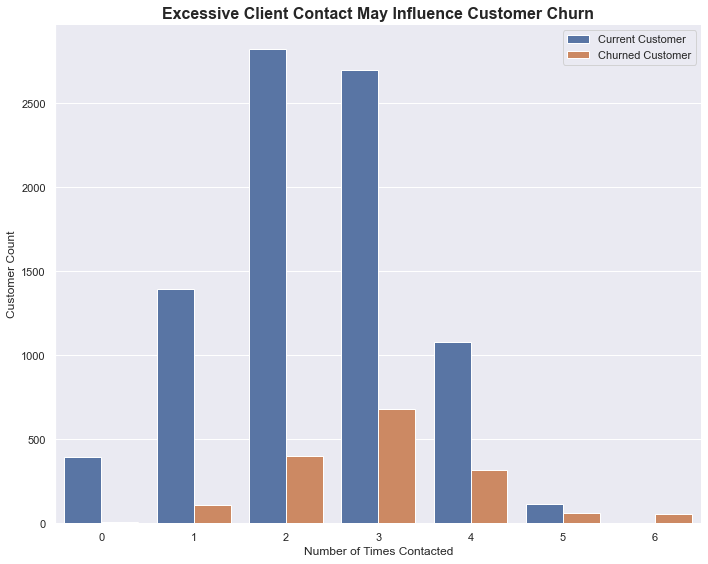 Excessive Client Contact May Influence Customer Churn
Current Customer
Churned Customer
2500
2000
1500
1000
500
0
Customer Count
0 1 2 3 4 5 6
Number of Times Contacted